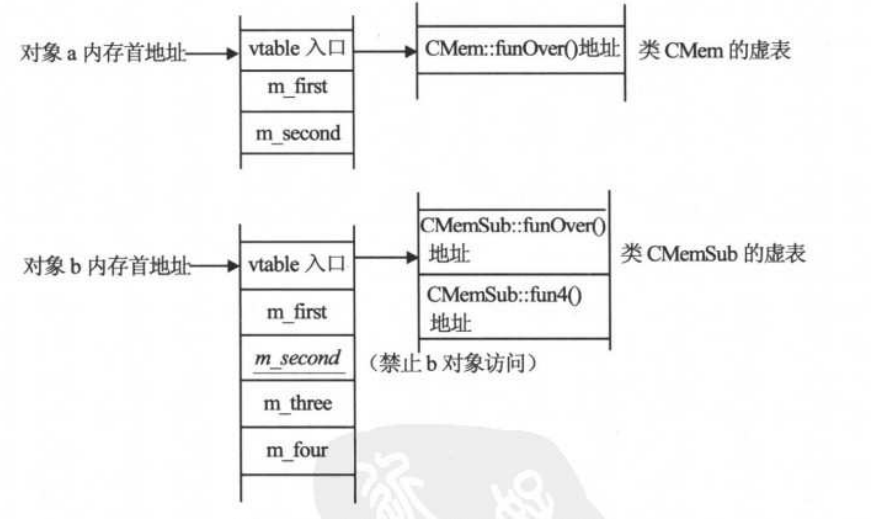 对象 a 内存首地址
vtable 入口
CMem::funOver()地址
类 CMem 的虚表
m_first
m_second
CMemSub::funOver()
地址
类 CMemSub 的虚表
对象 b 内存首地址
vtable 入口
CMemSub::fun4()
地址
m_first
m_second
(禁止 b 对象访问)
m_three
m_four